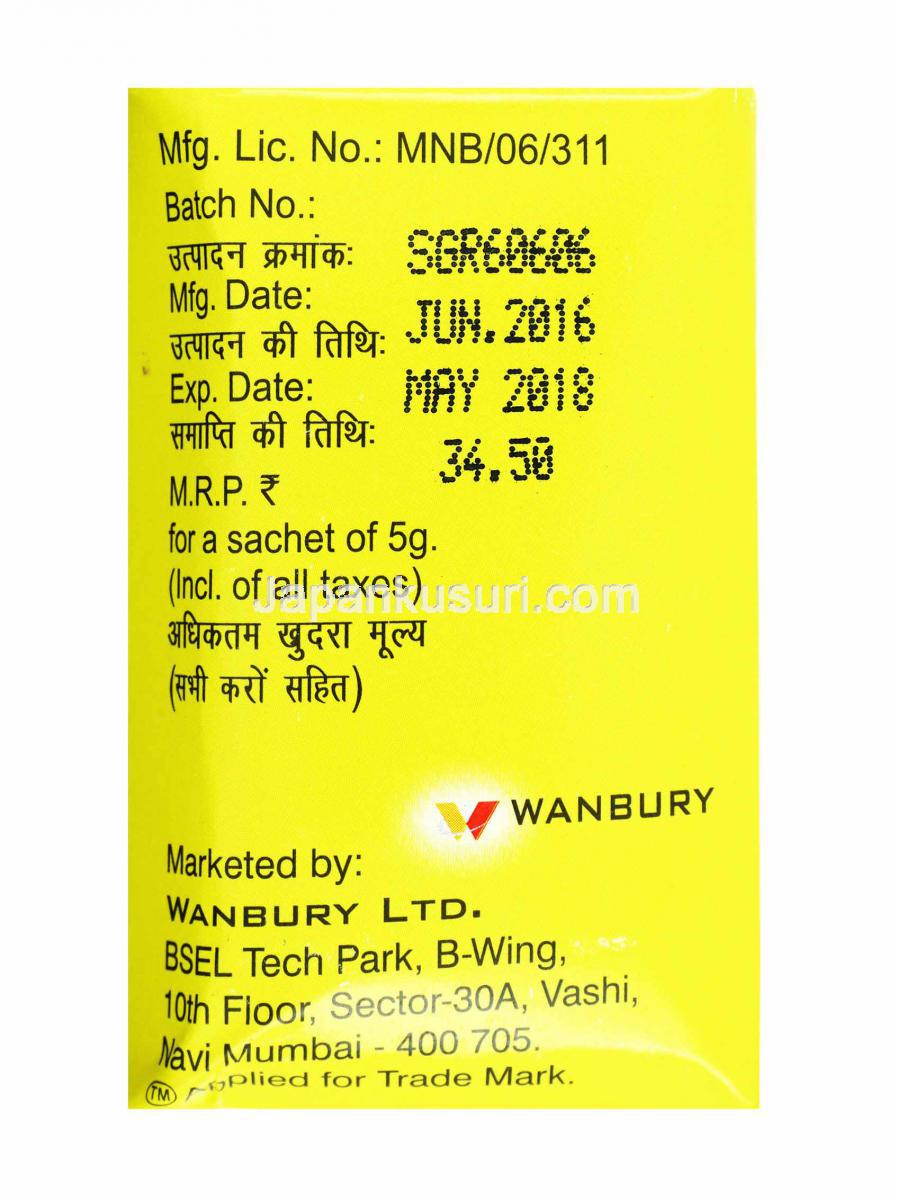 Mfg. Lic. No.: MNB/06/311
Batch No.:
उत्पादन क्रमांक: SGR60606
Mfg. Date:
उत्पादन की तिथि: JUN.2016
Exp. Date: MAY 2018
समाप्ति की तिथि:
34.50
M.R.P. ₹
for a sachet of 5g.
(Incl. of all taxes)
Japankusuri.com
अधिकतम खुदरा मूल्य
(सभी करों सहित)
WANBURY
Marketed by:
WANBURY LTD.
BSEL Tech Park, B-Wing,
10th Floor, Sector-30A, Vashi,
Navi Mumbai - 400 705.
TM Applied for Trade Mark.